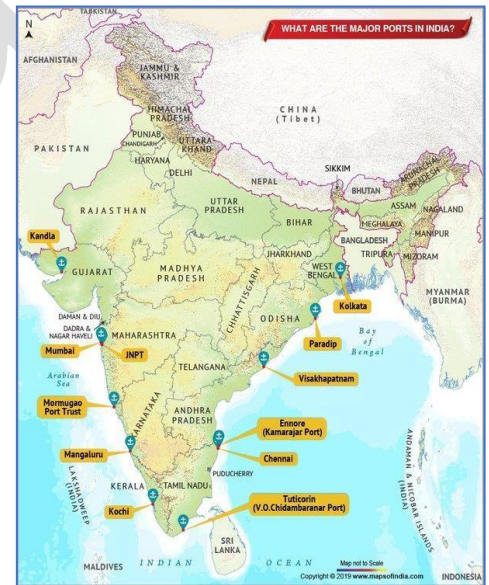 TAJIKISTAN
WHAT ARE THE MAJOR PORTS IN INDIA?
N
AFGHANISTAN
JAMMU &
KASHMIR
CHINA
(Tibet)
HIMACHAL
PRADESH
PUNJAB
CHANDIGARH
UTTARA
KHAND
PAKISTAN
HARYANA
DELHI
NEPAL
SIKKIM
BHUTAN
ARUNACHAL
PRADESH
RAJASTHAN
UTTAR
PRADESH
BIHAR
ASSAM
NAGALAND
MEGHALAYA
MANIPUR
BANGLADESH
TRIPURA
MIZORAM
Kandla
GUJARAT
MADHYA
PRADESH
JHARKHAND
WEST
BENGAL
CHHATTISGARH
Kolkata
MYANMAR
(BURMA)
DAMAN & DIU
DADRA &
NAGAR HAVELI
MAHARASHTRA
ODISHA
Paradip
Bay
of
Bengal
Mumbai
JNPT
Arabian
Sea
TELANGANA
Visakhapatnam
Mormugao
Port Trust
KARNATAKA
ANDHRA
PRADESH
Ennore
(Kamarajar Port)
Mangaluru
Chennai
LAKSHADWEEP
(INDIA)
PUDUCHERRY
ANDAMAN & NICOBAR ISLANDS
(INDIA)
KERALA
TAMIL NADU
Kochi
Tuticorin
(V.O.Chidambaranar Port)
SRI
LANKA
MALDIVES
INDIAN OCEAN
Map not to Scale
Copyright © 2019 www.mapsofindia.com
INDONESIA